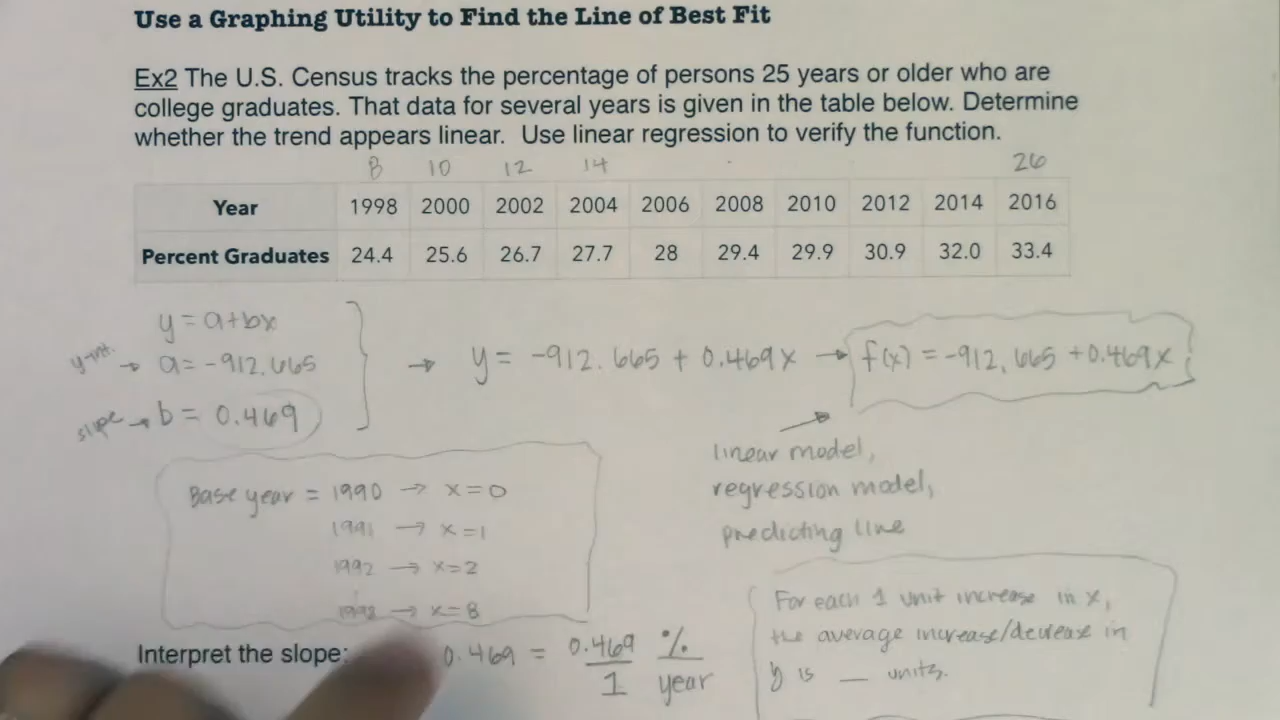 Use a Graphing Utility to Find the Line of Best Fit
Ex2 The U.S. Census tracks the percentage of persons 25 years or older who are
college graduates. That data for several years is given in the table below. Determine
whether the trend appears linear. Use linear regression to verify the function.
8 10 12 14 26
Year 1998 2000 2002 2004 2006 2008 2010 2012 2014 2016
Percent Graduates 24.4 25.6 26.7 27.7 28 29.4 29.9 30.9 32.0 33.4
y = a+bx
y-int. → a = -912.665
slope → b = 0.469
→ y = -912.665 + 0.469x → f(x) = -912.665 + 0.469x
linear model,
regression model,
predicting line
Base year = 1990 → x=0
1991 → x=1
1992 → x=2
1998 → x=8
For each 1 unit increase in x,
the average increase/decrease in
y is __ units.
Interpret the slope: 0.469 = 0.469 %
1 year